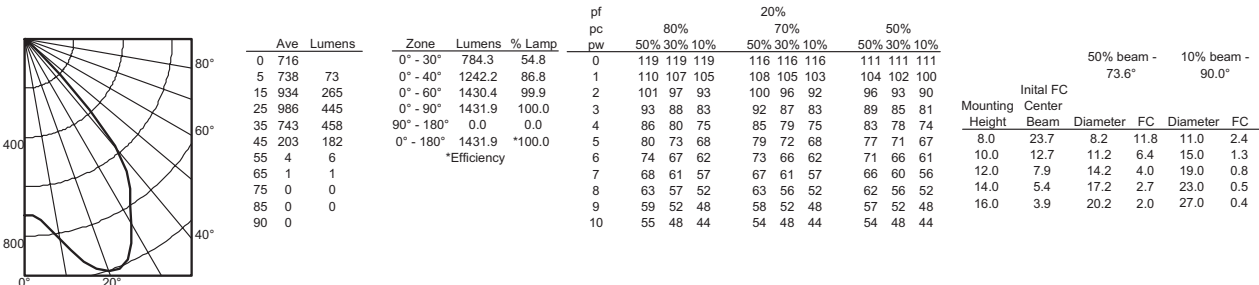 80°
60°
40°
400
800
0° 20°
Ave Lumens
0 716
5 738 73
15 934 265
25 986 445
35 743 458
45 203 182
55 4 6
65 1 1
75 0 0
85 0 0
90 0
Zone Lumens % Lamp
0° - 30° 784.3 54.8
0° - 40° 1242.2 86.8
0° - 60° 1430.4 99.9
0° - 90° 1431.9 100.0
90° - 180° 0.0 0.0
0° - 180° 1431.9 *100.0
*Efficiency
pf 20%
pc 80% 70% 50%
pw 50% 30% 10% 50% 30% 10% 50% 30% 10%
0 119 119 119 116 116 116 111 111 111
1 110 107 105 108 105 103 104 102 100
2 101 97 93 100 96 92 96 93 90
3 93 88 83 92 87 83 89 85 81
4 86 80 75 85 79 75 83 78 74
5 80 73 68 79 72 68 77 71 67
6 74 67 62 73 66 62 71 66 61
7 68 61 57 67 61 57 66 60 56
8 63 57 52 63 56 52 62 56 52
9 59 52 48 58 52 48 57 52 48
10 55 48 44 54 48 44 54 48 44
50% beam - 10% beam -
73.6° 90.0°
Inital FC
Mounting Center
Height Beam Diameter FC Diameter FC
8.0 23.7 8.2 11.8 11.0 2.4
10.0 12.7 11.2 6.4 15.0 1.3
12.0 7.9 14.2 4.0 19.0 0.8
14.0 5.4 17.2 2.7 23.0 0.5
16.0 3.9 20.2 2.0 27.0 0.4